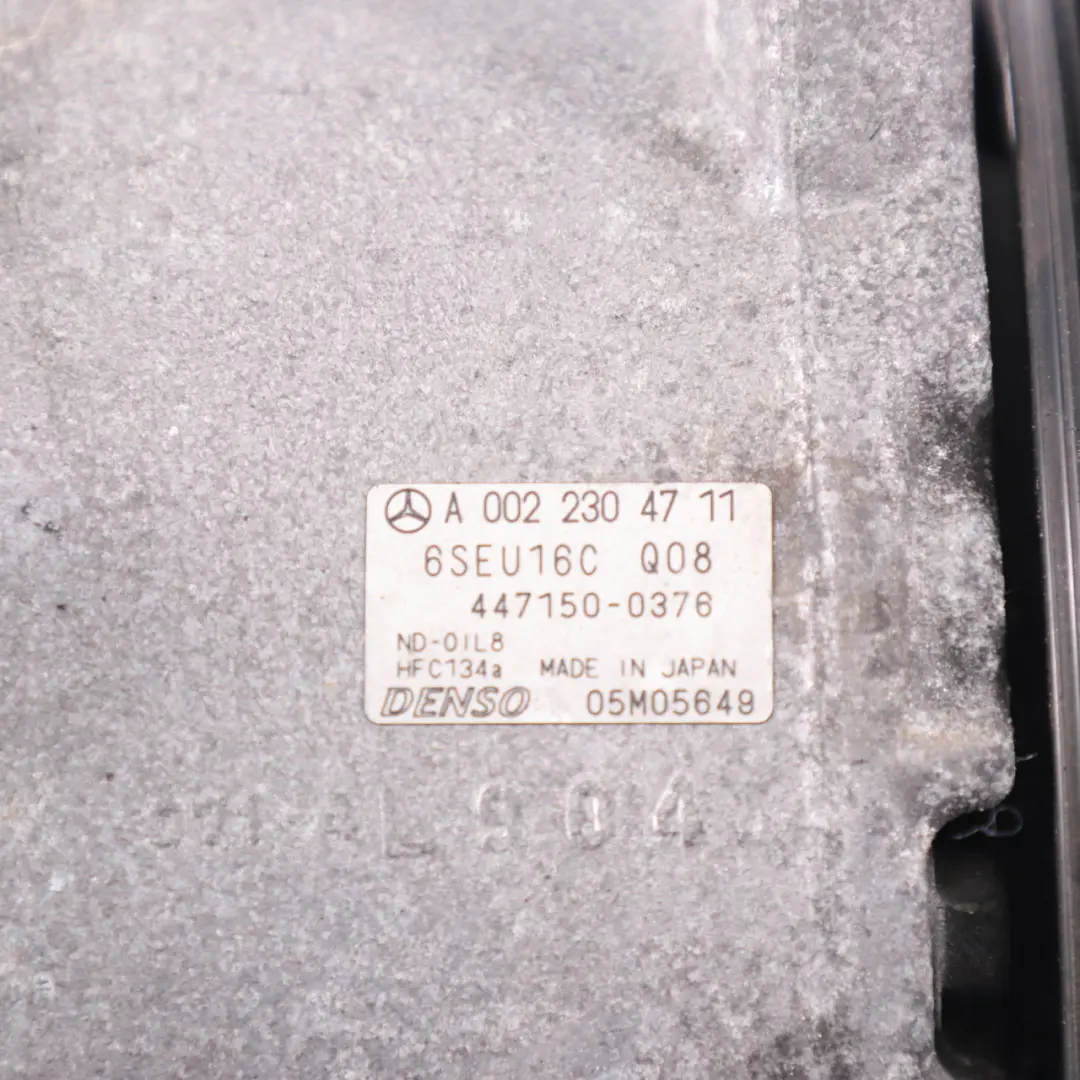 A 002 230 47 11
6SEU16C Q08
447150-0376
ND-OIL8
HFC134a MADE IN JAPAN
DENSO 05M05649